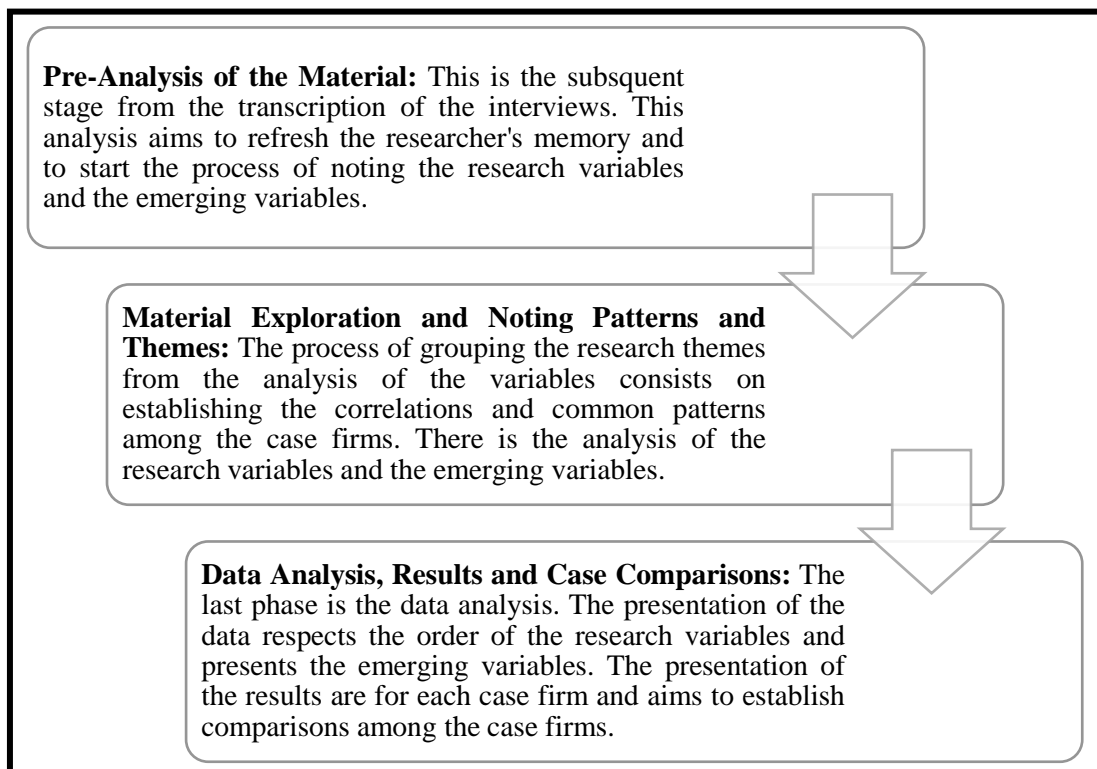 Pre-Analysis of the Material: This is the subsquent
stage from the transcription of the interviews. This
analysis aims to refresh the researcher's memory and
to start the process of noting the research variables
and the emerging variables.
Material Exploration and Noting Patterns and
Themes: The process of grouping the research themes
from the analysis of the variables consists on
establishing the correlations and common patterns
among the case firms. There is the analysis of the
research variables and the emerging variables.
Data Analysis, Results and Case Comparisons: The
last phase is the data analysis. The presentation of the
data respects the order of the research variables and
presents the emerging variables. The presentation of
the results are for each case firm and aims to establish
comparisons among the case firms.